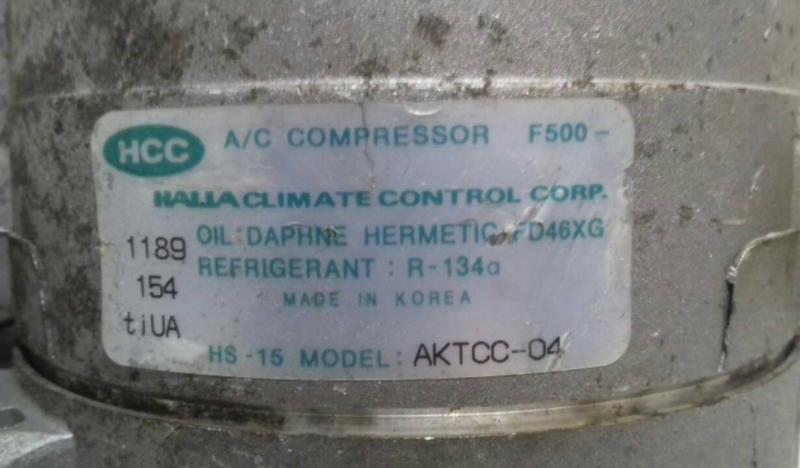 HCC A/C COMPRESSOR F500-
HALLA CLIMATE CONTROL CORP.
1189
154
tiUA
OIL: DAPHNE HERMETIC FD46XG
REFRIGERANT : R-134a
MADE IN KOREA
HS-15 MODEL: AKTCC-04